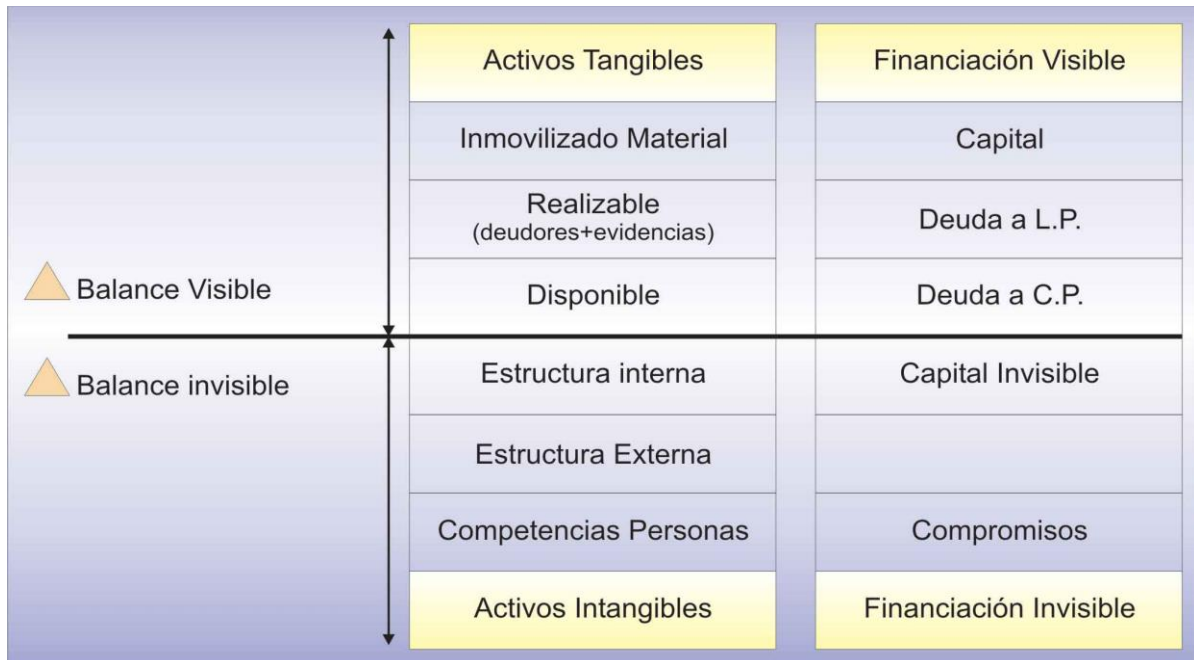 Activos Tangibles
Financiación Visible
Inmovilizado Material
Capital
Realizable
(deudores+evidencias)
Deuda a L.P.
Balance Visible
Disponible
Deuda a C.P.
Balance invisible
Estructura interna
Capital Invisible
Estructura Externa
Competencias Personas
Compromisos
Activos Intangibles
Financiación Invisible